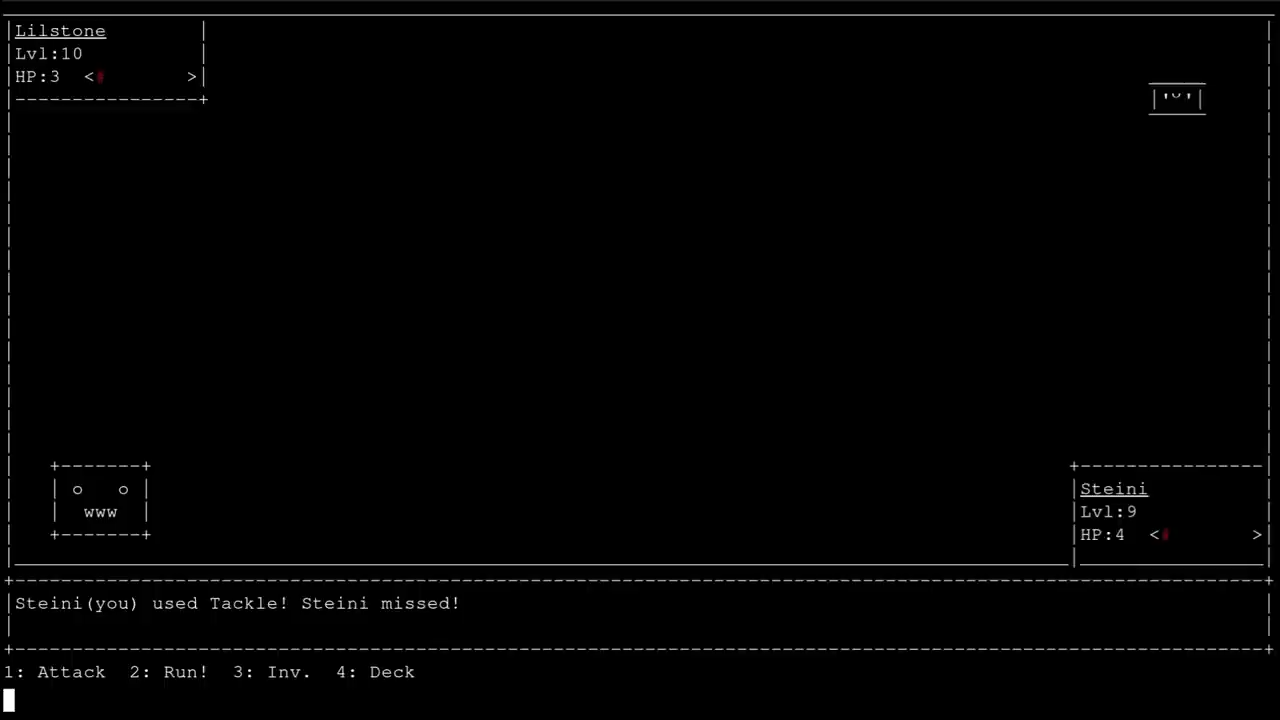 Lilstone
Lvl:10
HP:3 <# >
|'ᵕ'|
o o
www
Steini
Lvl:9
HP:4 <# >
Steini(you) used Tackle! Steini missed!
1: Attack 2: Run! 3: Inv. 4: Deck